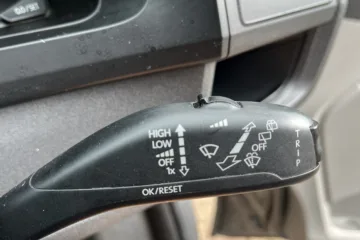 HIGH
LOW
OFF
1x
OFF
TRIP
OK/RESET